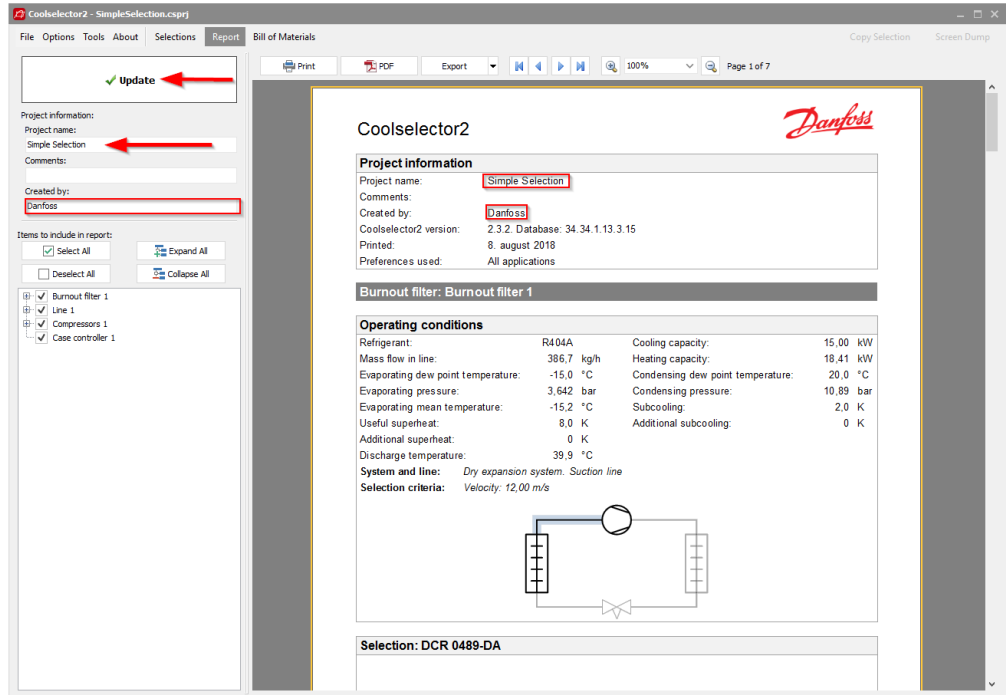 Coolselector2 - SimpleSelection.csprj
File Options Tools About Selections Report Bill of Materials Copy Selection Screen Dump
Update
Print PDF Export 100% Page 1 of 7
Project information:
Project name:
Simple Selection
Comments:
Created by:
Danfoss
Items to include in report:
Select All Expand All
Deselect All Collapse All
Burnout filter 1
Line 1
Compressors 1
Case controller 1
Coolselector2 Danfoss
Project information
Project name: Simple Selection
Comments:
Created by: Danfoss
Coolselector2 version: 2.3.2. Database: 34.34.1.13.3.15
Printed: 8. august 2018
Preferences used: All applications
Burnout filter: Burnout filter 1
Operating conditions
Refrigerant: R404A Cooling capacity: 15,00 kW
Mass flow in line: 386,7 kg/h Heating capacity: 18,41 kW
Evaporating dew point temperature: -15,0 °C Condensing dew point temperature: 20,0 °C
Evaporating pressure: 3,642 bar Condensing pressure: 10,89 bar
Evaporating mean temperature: -15,2 °C Subcooling: 2,0 K
Useful superheat: 8,0 K Additional subcooling: 0 K
Additional superheat: 0 K
Discharge temperature: 39,9 °C
System and line: Dry expansion system. Suction line
Selection criteria: Velocity: 12,00 m/s
Selection: DCR 0489-DA